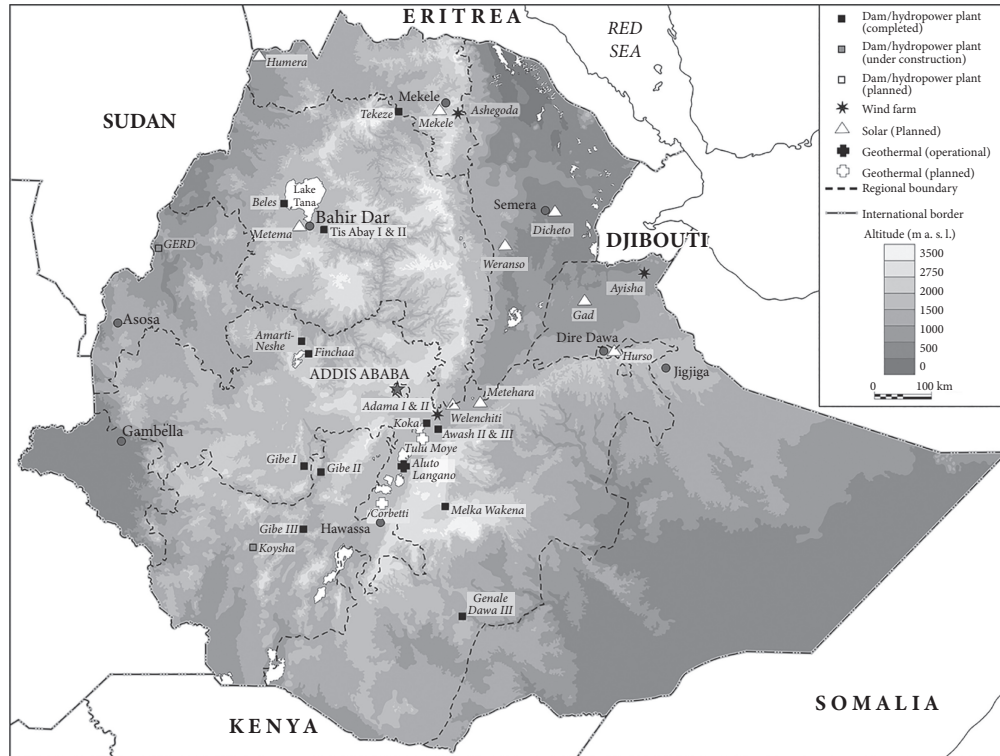 ERITREA
RED
SEA
SUDAN
DJIBOUTI
KENYA
SOMALIA
Humera
Mekele
Tekeze
Mekele
Ashegoda
Lake
Tana
Beles
Bahir Dar
Metema
Tis Abay I & II
GERD
Semera
Dicheto
Weranso
Ayisha
Gad
Dire Dawa
Hurso
Jigjiga
Asosa
Amarti-
Neshe
Finchaa
ADDIS ABABA
Metehara
Adama I & II
Welenchiti
Koka
Awash II & III
Tulu Moye
Gambella
Gibe I
Gibe II
Aluto
Langano
Corbetti
Melka Wakena
Gibe III
Hawassa
Koysha
Genale
Dawa III
Dam/hydropower plant
(completed)
Dam/hydropower plant
(under construction)
Dam/hydropower plant
(planned)
Wind farm
Solar (Planned)
Geothermal (operational)
Geothermal (planned)
Regional boundary
International border
Altitude (m a. s. l.)
3500
2750
2000
1500
1000
500
0
0 100 km